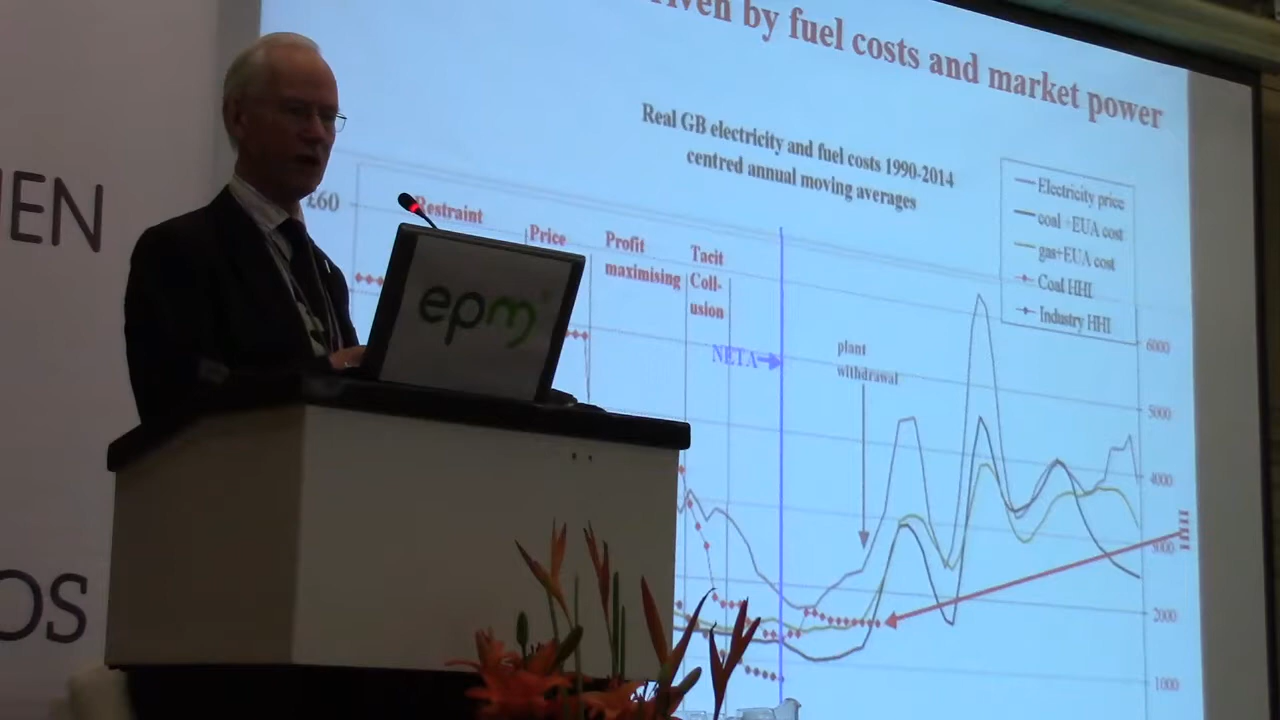 by fuel costs and market power
Real GB electricity and fuel costs 1990-2014
centred annual moving averages
Electricity price
coal +EUA cost
gas+EUA cost
Coal HHI
Industry HHI
£60
Restraint
Price
Profit
maximising
Tacit
Coll-
usion
NETA
plant
withdrawal
6000
5000
4000
3000
2000
1000
epm
EN
OS